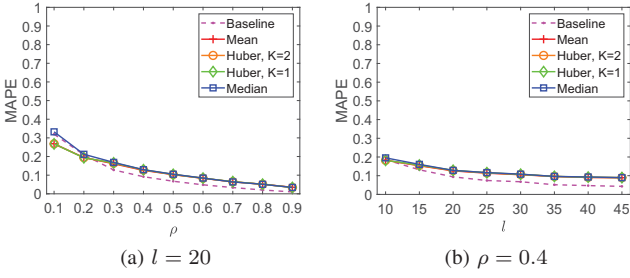 MAPE
1
0.9
0.8
0.7
0.6
0.5
0.4
0.3
0.2
0.1
0
Baseline
Mean
Huber, K=2
Huber, K=1
Median
0.1 0.2 0.3 0.4 0.5 0.6 0.7 0.8 0.9
ρ
(a) l = 20
MAPE
1
0.9
0.8
0.7
0.6
0.5
0.4
0.3
0.2
0.1
0
Baseline
Mean
Huber, K=2
Huber, K=1
Median
10 15 20 25 30 35 40 45
l
(b) ρ = 0.4